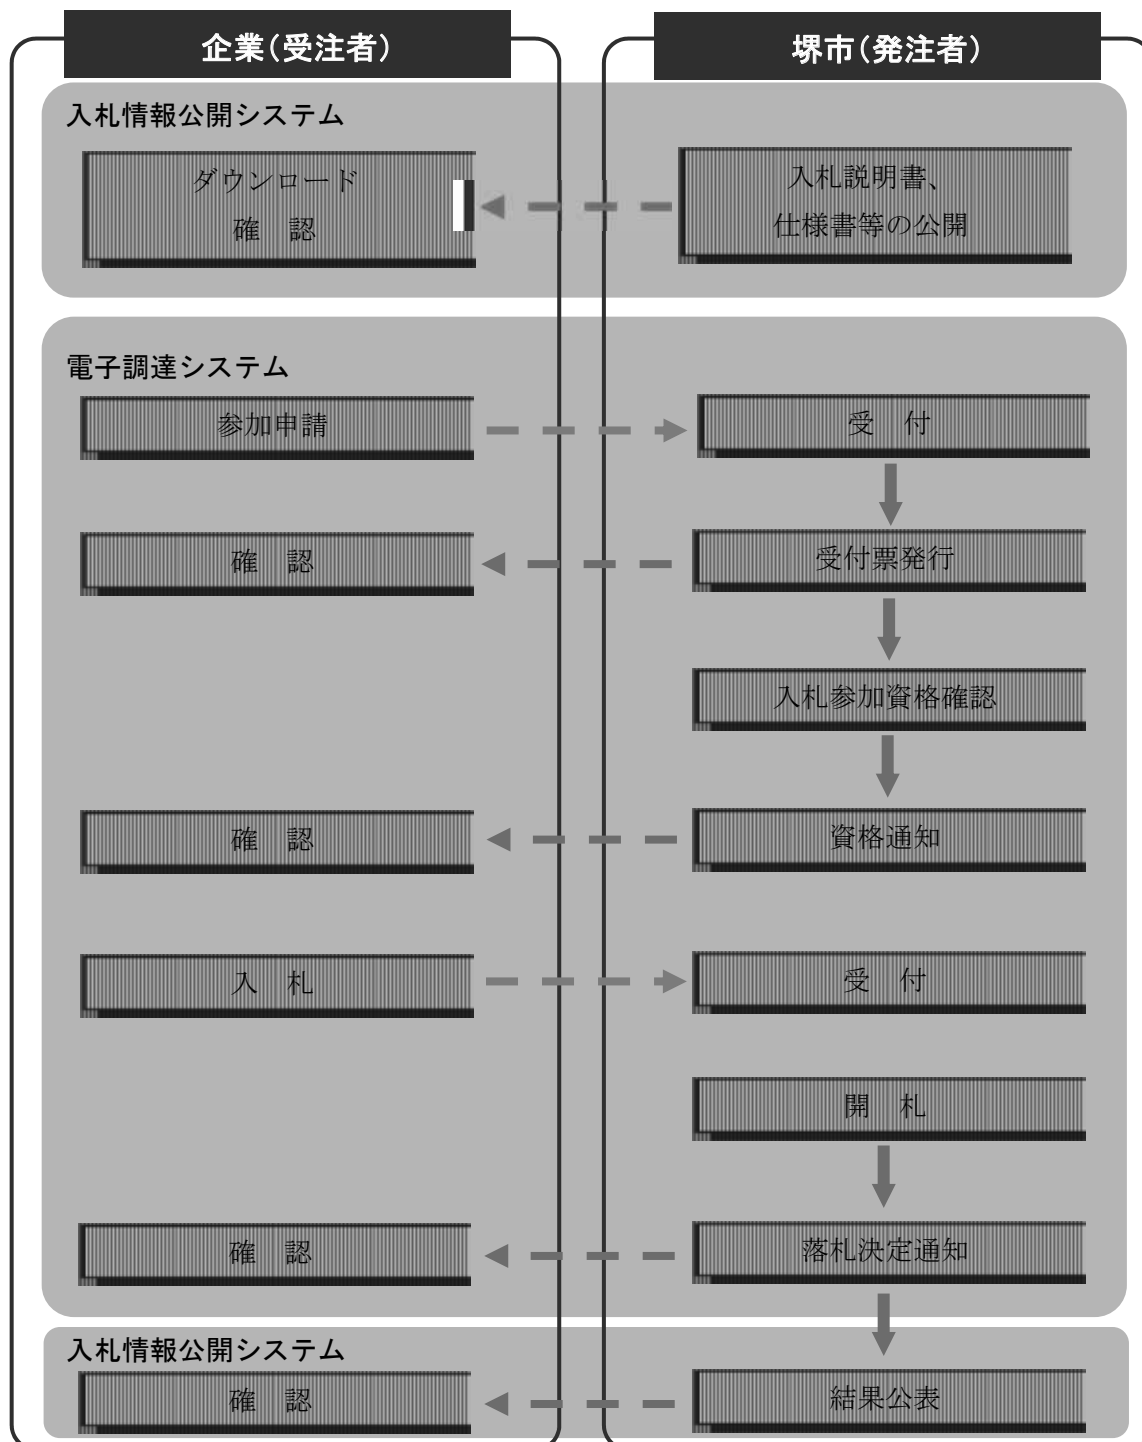 企業（受注者）
堺市（発注者）
入札情報公開システム
ダウンロード
確　認
入札説明書、
仕様書等の公開
電子調達システム
参加申請
受　付
確　認
受付票発行
入札参加資格確認
確　認
資格通知
入　札
受　付
開　札
確　認
落札決定通知
入札情報公開システム
確　認
結果公表